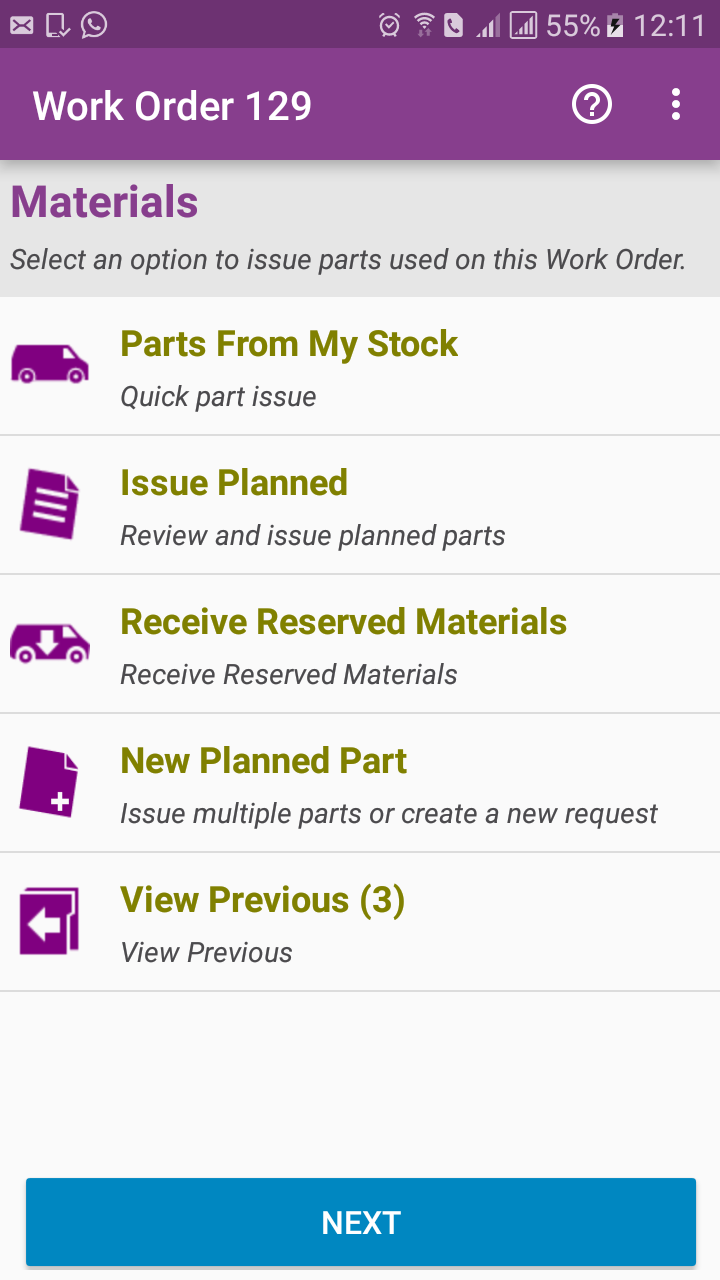 55% 12:11
Work Order 129
Materials
Select an option to issue parts used on this Work Order.
Parts From My Stock
Quick part issue
Issue Planned
Review and issue planned parts
Receive Reserved Materials
Receive Reserved Materials
New Planned Part
Issue multiple parts or create a new request
View Previous (3)
View Previous
NEXT